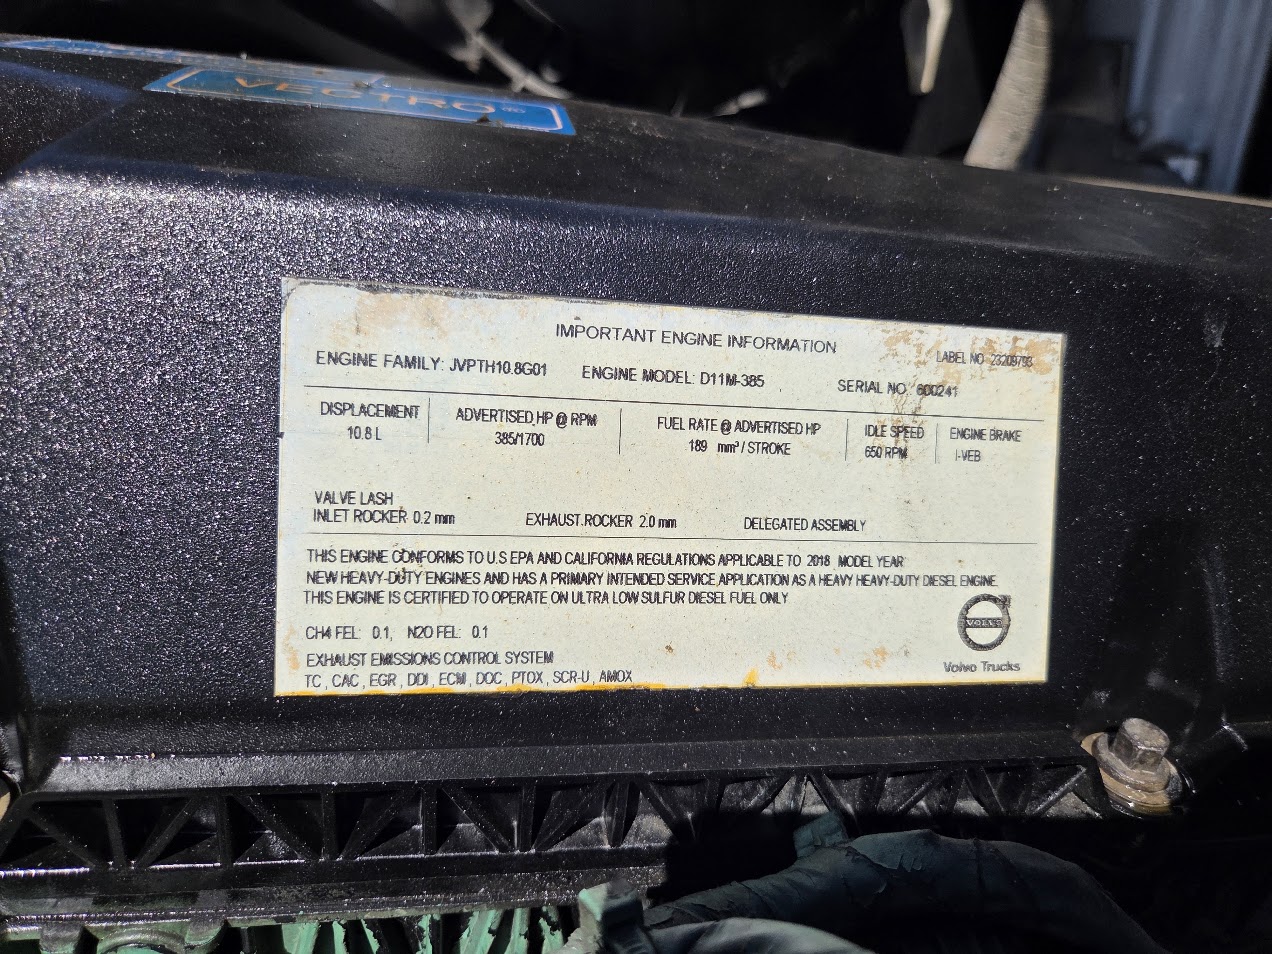 VECTRO®
IMPORTANT ENGINE INFORMATION
LABEL NO 23209793
ENGINE FAMILY: JVPTH10.8G01 ENGINE MODEL: D11M-385 SERIAL NO 600241
DISPLACEMENT ADVERTISED HP @ RPM FUEL RATE @ ADVERTISED HP IDLE SPEED ENGINE BRAKE
10.8 L 385/1700 189 mm³ / STROKE 650 RPM I-VEB
VALVE LASH
INLET ROCKER 0.2 mm EXHAUST.ROCKER 2.0 mm DELEGATED ASSEMBLY
THIS ENGINE CONFORMS TO U.S EPA AND CALIFORNIA REGULATIONS APPLICABLE TO 2018 MODEL YEAR
NEW HEAVY-DUTY ENGINES AND HAS A PRIMARY INTENDED SERVICE APPLICATION AS A HEAVY HEAVY-DUTY DIESEL ENGINE.
THIS ENGINE IS CERTIFIED TO OPERATE ON ULTRA LOW SULFUR DIESEL FUEL ONLY
CH4 FEL: 0.1, N2O FEL: 0.1
EXHAUST EMISSIONS CONTROL SYSTEM
TC, CAC, EGR, DDI, ECM, DOC, PTOX, SCR-U, AMOX
VOLVO
Volvo Trucks